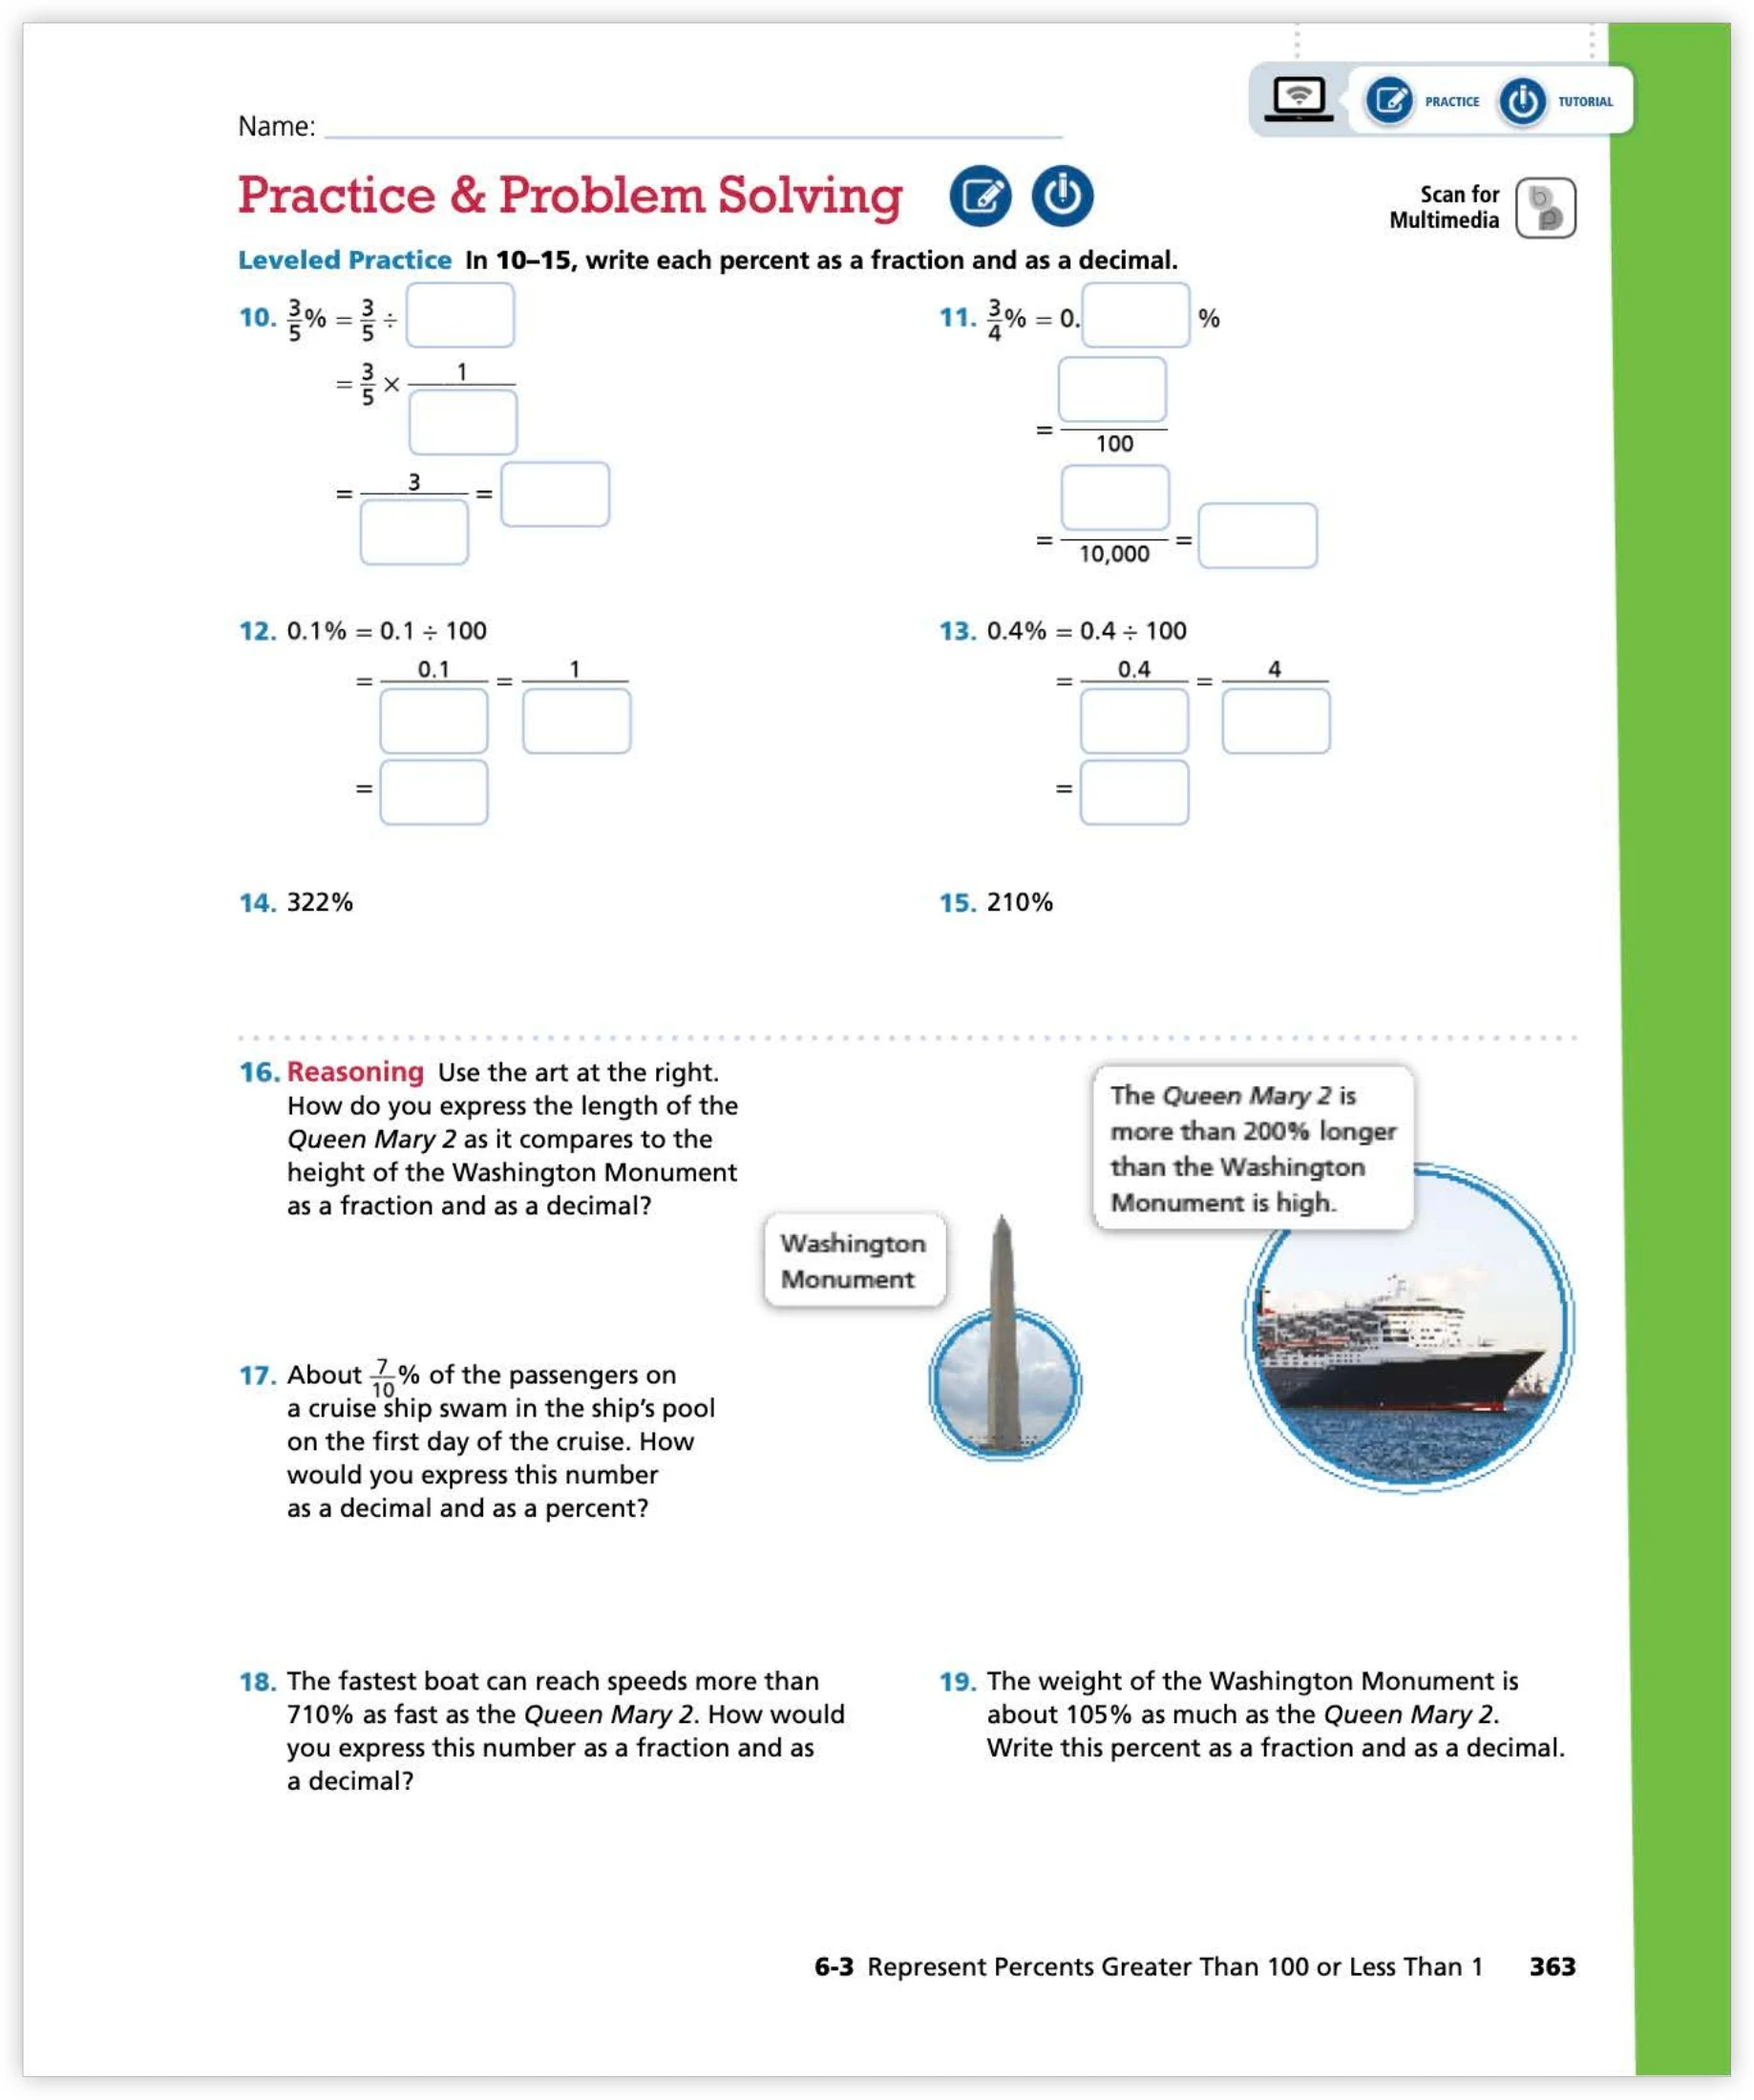 PRACTICE TUTORIAL
Name:
Practice & Problem Solving
Scan for
Multimedia
Leveled Practice In 10–15, write each percent as a fraction and as a decimal.
10. 3/5% = 3/5 ÷
= 3/5 × 1/
= 3/ =
11. 3/4% = 0. %
= /100
= /10,000 =
12. 0.1% = 0.1 ÷ 100
= 0.1/ = 1/
=
13. 0.4% = 0.4 ÷ 100
= 0.4/ = 4/
=
14. 322%
15. 210%
16. Reasoning Use the art at the right.
How do you express the length of the
Queen Mary 2 as it compares to the
height of the Washington Monument
as a fraction and as a decimal?
The Queen Mary 2 is
more than 200% longer
than the Washington
Monument is high.
Washington
Monument
17. About 7/10% of the passengers on
a cruise ship swam in the ship's pool
on the first day of the cruise. How
would you express this number
as a decimal and as a percent?
18. The fastest boat can reach speeds more than
710% as fast as the Queen Mary 2. How would
you express this number as a fraction and as
a decimal?
19. The weight of the Washington Monument is
about 105% as much as the Queen Mary 2.
Write this percent as a fraction and as a decimal.
6-3 Represent Percents Greater Than 100 or Less Than 1 363